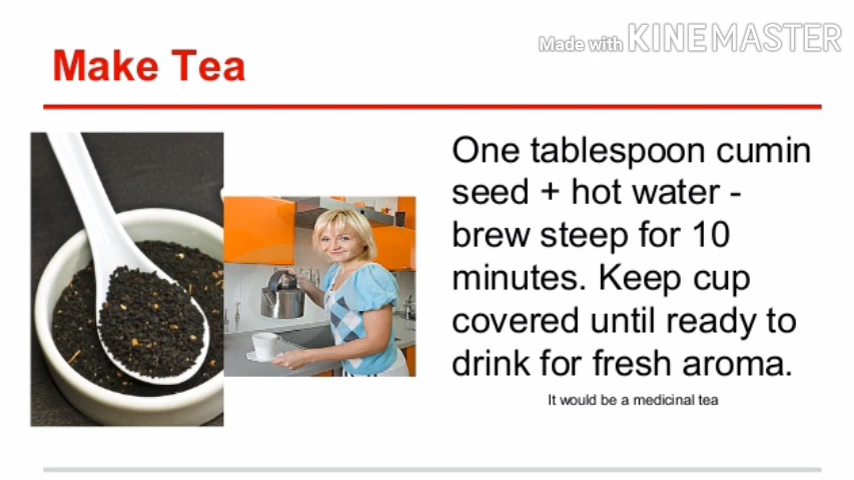 Made with KINEMASTER
Make Tea
One tablespoon cumin
seed + hot water -
brew steep for 10
minutes. Keep cup
covered until ready to
drink for fresh aroma.
It would be a medicinal tea